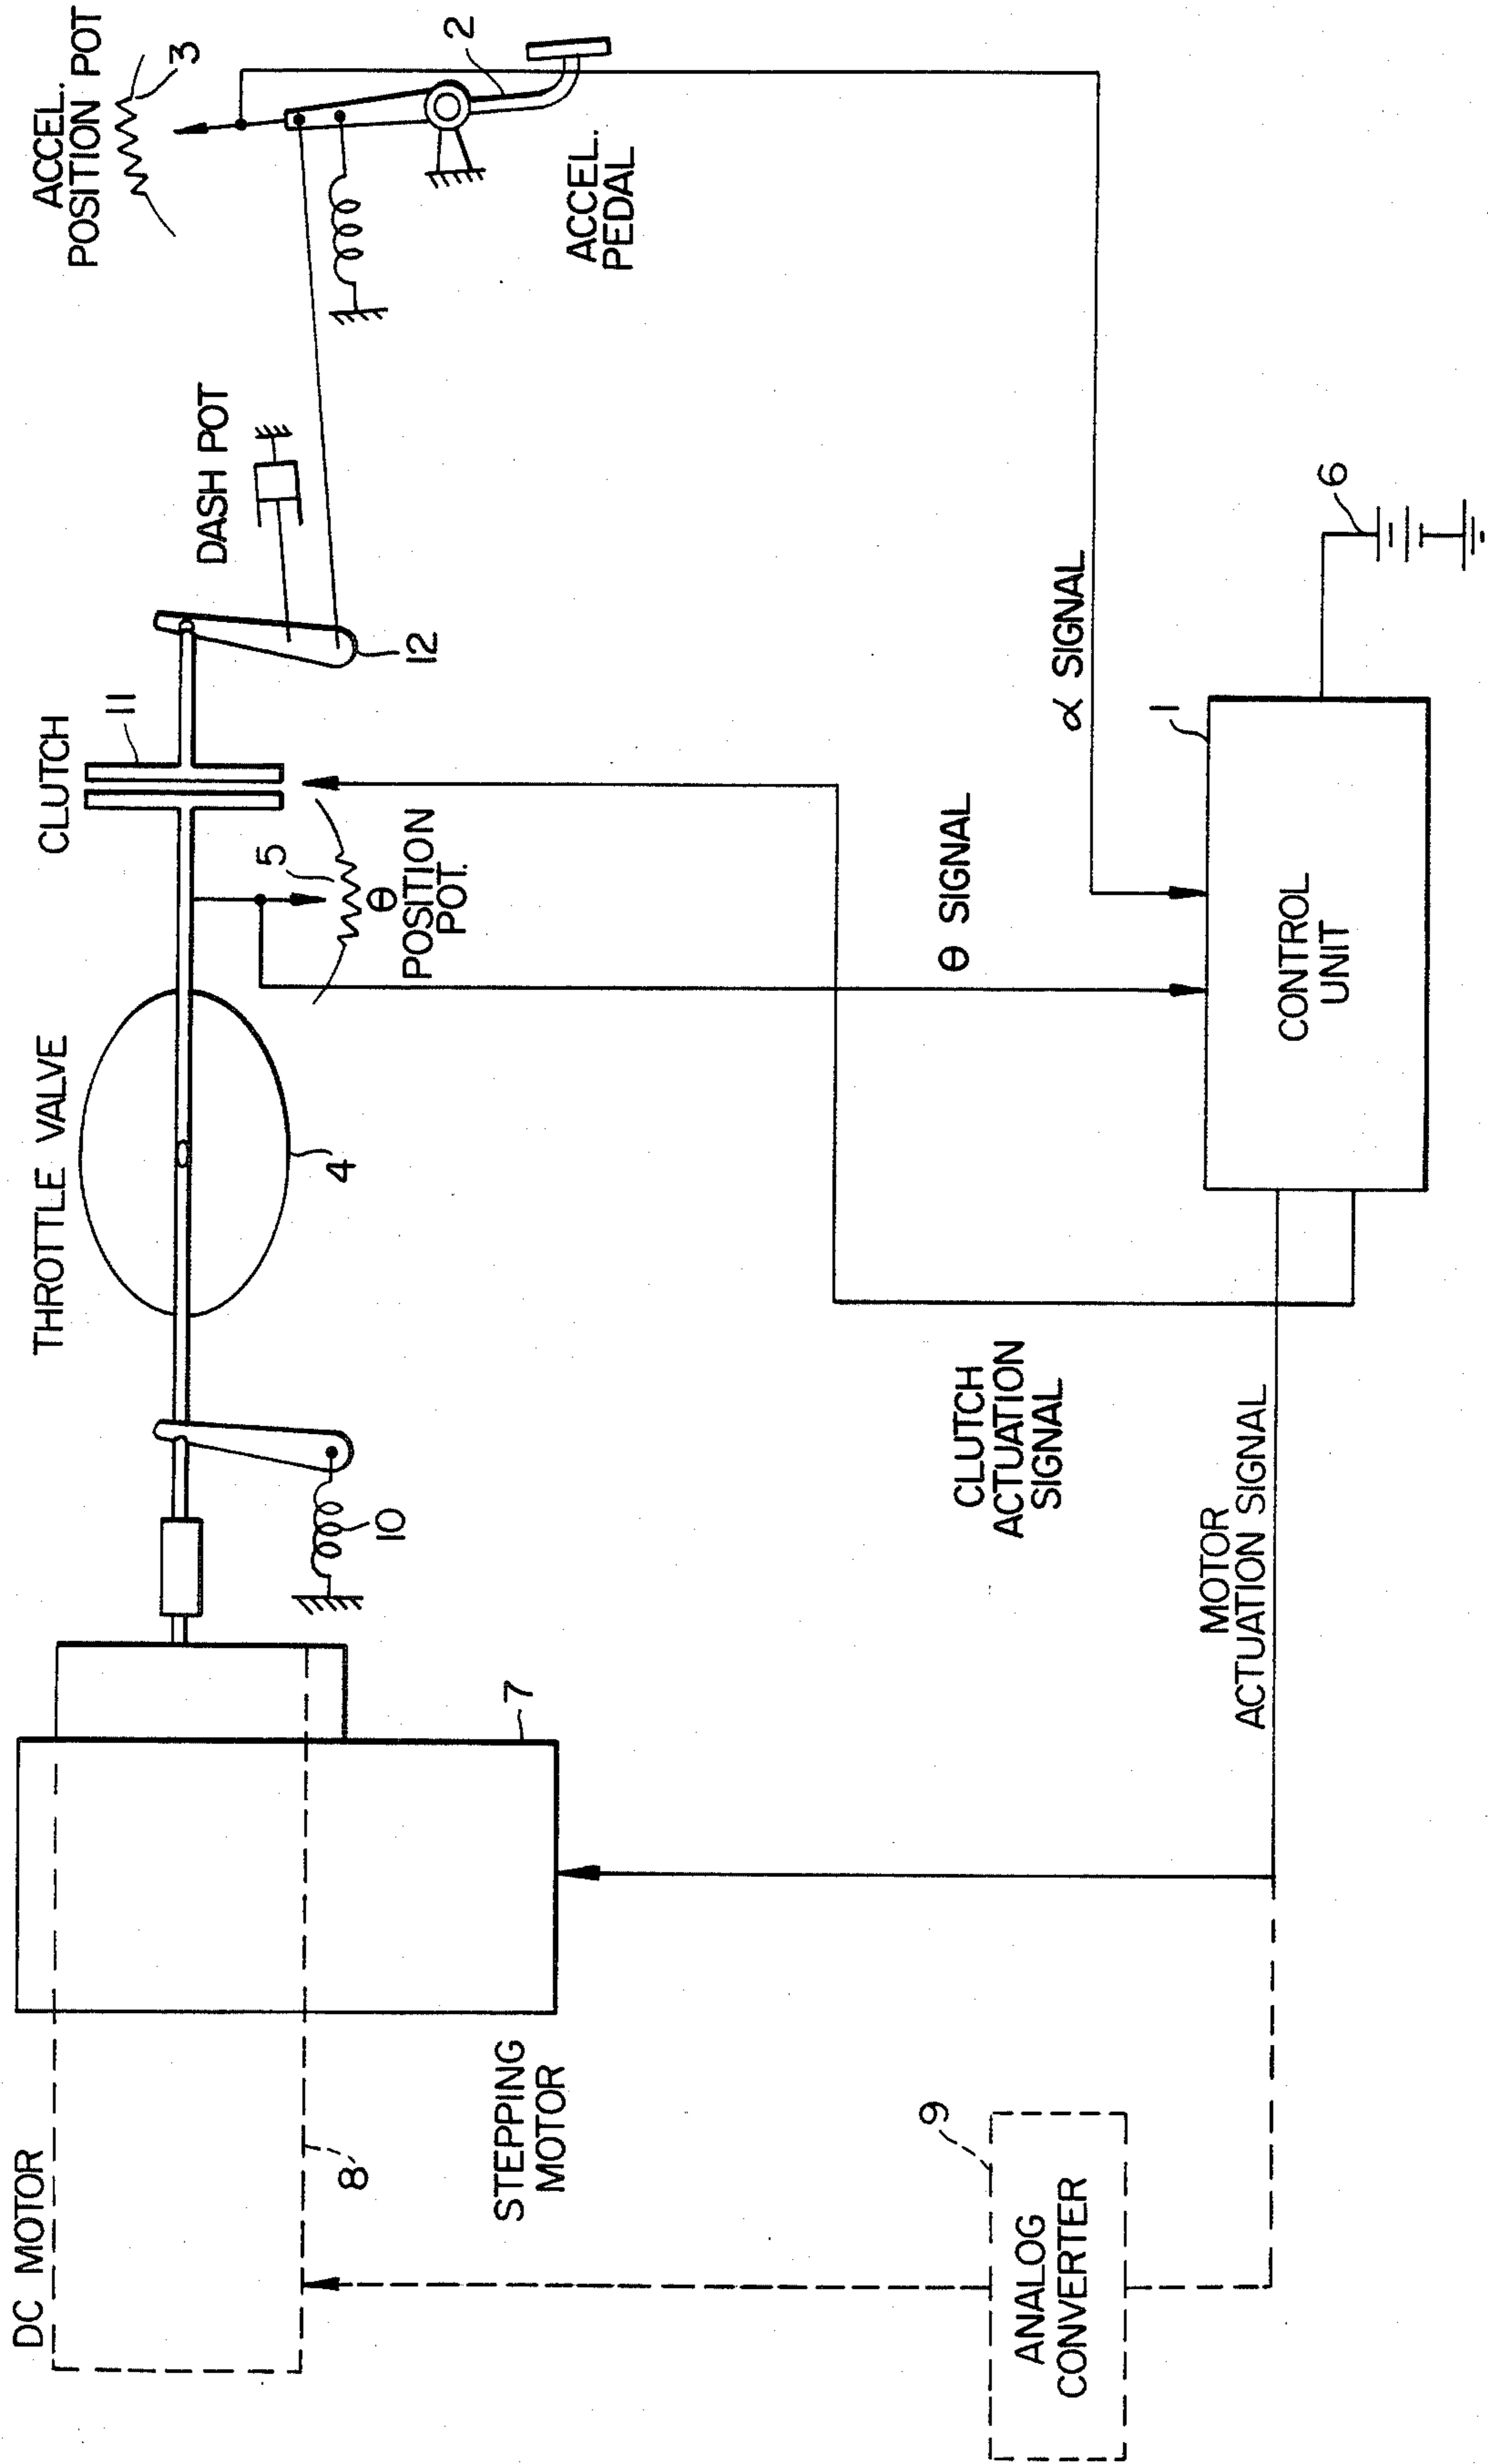 DC MOTOR
THROTTLE VALVE
CLUTCH
11
ACCEL.
POSITION POT
3
2
DASH POT
12
5
θ
POSITION
POT.
4
10
7
8
STEPPING
MOTOR
ACCEL.
PEDAL
θ SIGNAL
α SIGNAL
CLUTCH
ACTUATION
SIGNAL
MOTOR
ACTUATION SIGNAL
9
ANALOG
CONVERTER
1
CONTROL
UNIT
6